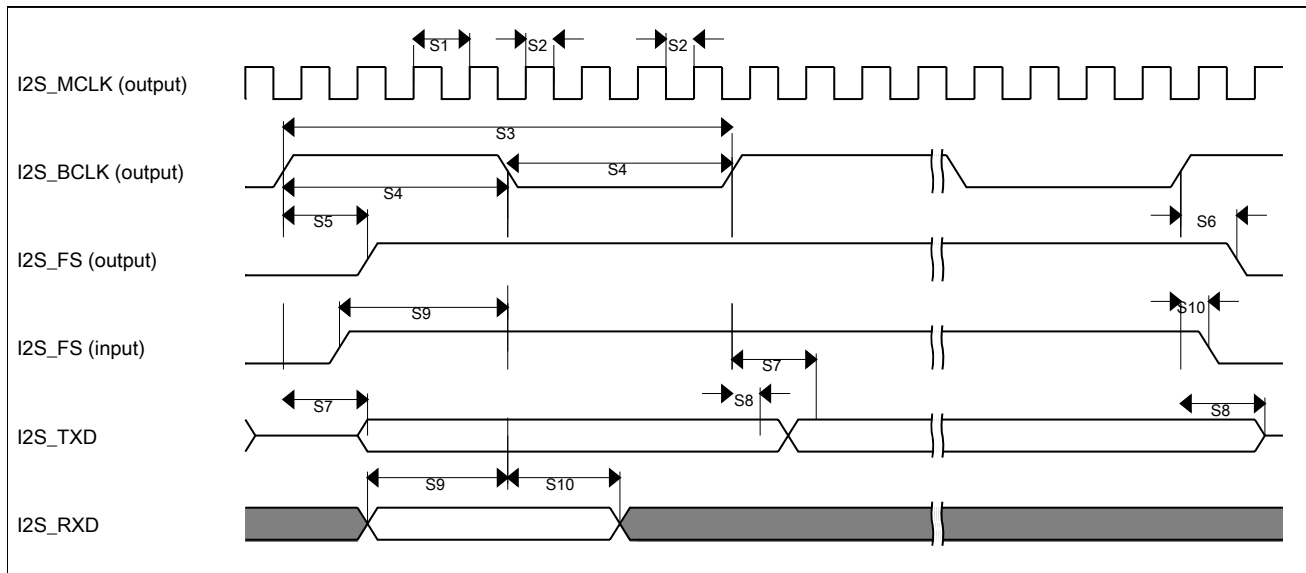 S1
S2
S2
I2S_MCLK (output)
S3
I2S_BCLK (output)
S4
S4
S5
S6
I2S_FS (output)
S9
S10
I2S_FS (input)
S7
S7
S8
S8
I2S_TXD
S9
S10
I2S_RXD